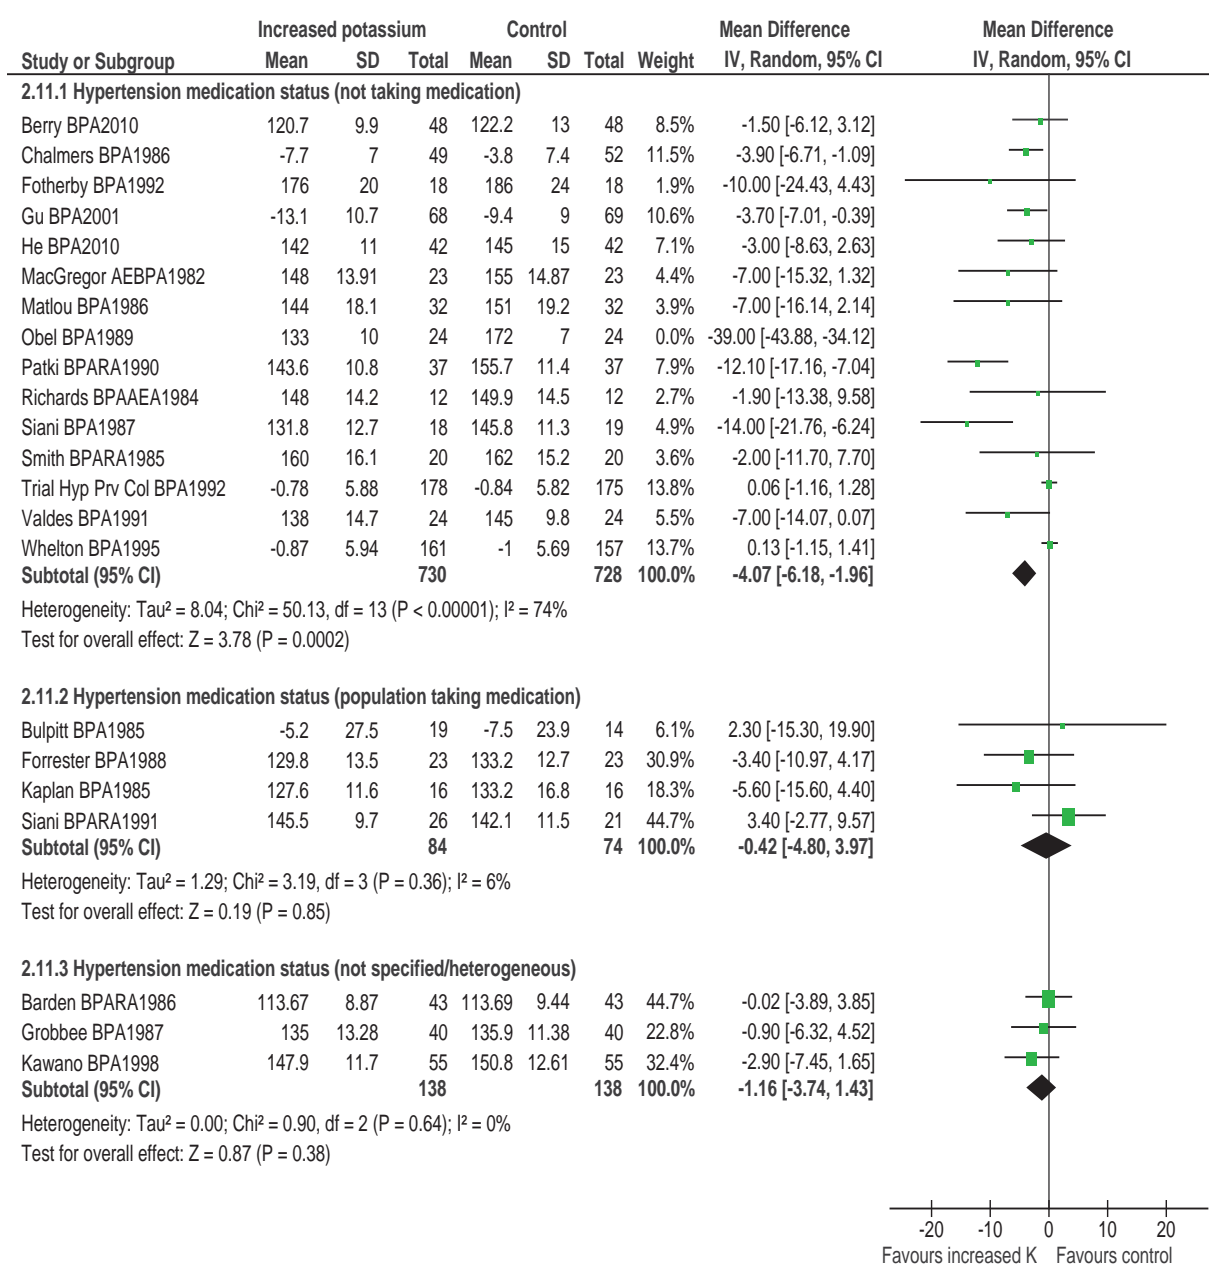 Increased potassium Control Mean Difference Mean Difference
Study or Subgroup Mean SD Total Mean SD Total Weight IV, Random, 95% CI IV, Random, 95% CI
2.11.1 Hypertension medication status (not taking medication)
Berry BPA2010 120.7 9.9 48 122.2 13 48 8.5% -1.50 [-6.12, 3.12]
Chalmers BPA1986 -7.7 7 49 -3.8 7.4 52 11.5% -3.90 [-6.71, -1.09]
Fotherby BPA1992 176 20 18 186 24 18 1.9% -10.00 [-24.43, 4.43]
Gu BPA2001 -13.1 10.7 68 -9.4 9 69 10.6% -3.70 [-7.01, -0.39]
He BPA2010 142 11 42 145 15 42 7.1% -3.00 [-8.63, 2.63]
MacGregor AEBPA1982 148 13.91 23 155 14.87 23 4.4% -7.00 [-15.32, 1.32]
Matlou BPA1986 144 18.1 32 151 19.2 32 3.9% -7.00 [-16.14, 2.14]
Obel BPA1989 133 10 24 172 7 24 0.0% -39.00 [-43.88, -34.12]
Patki BPARA1990 143.6 10.8 37 155.7 11.4 37 7.9% -12.10 [-17.16, -7.04]
Richards BPAAEA1984 148 14.2 12 149.9 14.5 12 2.7% -1.90 [-13.38, 9.58]
Siani BPA1987 131.8 12.7 18 145.8 11.3 19 4.9% -14.00 [-21.76, -6.24]
Smith BPARA1985 160 16.1 20 162 15.2 20 3.6% -2.00 [-11.70, 7.70]
Trial Hyp Prv Col BPA1992 -0.78 5.88 178 -0.84 5.82 175 13.8% 0.06 [-1.16, 1.28]
Valdes BPA1991 138 14.7 24 145 9.8 24 5.5% -7.00 [-14.07, 0.07]
Whelton BPA1995 -0.87 5.94 161 -1 5.69 157 13.7% 0.13 [-1.15, 1.41]
Subtotal (95% CI) 730 728 100.0% -4.07 [-6.18, -1.96]
Heterogeneity: Tau² = 8.04; Chi² = 50.13, df = 13 (P < 0.00001); I² = 74%
Test for overall effect: Z = 3.78 (P = 0.0002)
2.11.2 Hypertension medication status (population taking medication)
Bulpitt BPA1985 -5.2 27.5 19 -7.5 23.9 14 6.1% 2.30 [-15.30, 19.90]
Forrester BPA1988 129.8 13.5 23 133.2 12.7 23 30.9% -3.40 [-10.97, 4.17]
Kaplan BPA1985 127.6 11.6 16 133.2 16.8 16 18.3% -5.60 [-15.60, 4.40]
Siani BPARA1991 145.5 9.7 26 142.1 11.5 21 44.7% 3.40 [-2.77, 9.57]
Subtotal (95% CI) 84 74 100.0% -0.42 [-4.80, 3.97]
Heterogeneity: Tau² = 1.29; Chi² = 3.19, df = 3 (P = 0.36); I² = 6%
Test for overall effect: Z = 0.19 (P = 0.85)
2.11.3 Hypertension medication status (not specified/heterogeneous)
Barden BPARA1986 113.67 8.87 43 113.69 9.44 43 44.7% -0.02 [-3.89, 3.85]
Grobbee BPA1987 135 13.28 40 135.9 11.38 40 22.8% -0.90 [-6.32, 4.52]
Kawano BPA1998 147.9 11.7 55 150.8 12.61 55 32.4% -2.90 [-7.45, 1.65]
Subtotal (95% CI) 138 138 100.0% -1.16 [-3.74, 1.43]
Heterogeneity: Tau² = 0.00; Chi² = 0.90, df = 2 (P = 0.64); I² = 0%
Test for overall effect: Z = 0.87 (P = 0.38)
-20 -10 0 10 20
Favours increased K Favours control